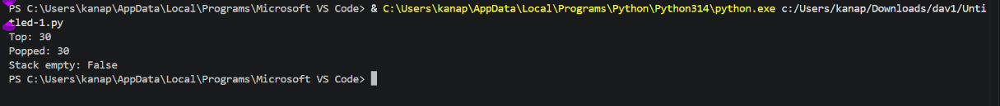 PS C:\Users\kanap\AppData\Local\Programs\Microsoft VS Code> & C:\Users\kanap\AppData\Local\Programs\Python\Python314\python.exe c:/Users/kanap/Downloads/dav1/Unti
tled-1.py
Top: 30
Popped: 30
Stack empty: False
PS C:\Users\kanap\AppData\Local\Programs\Microsoft VS Code>